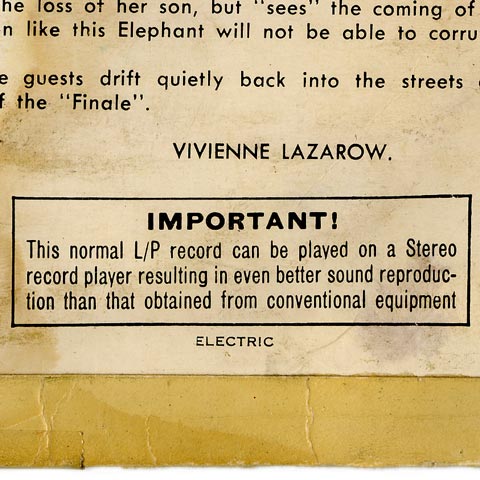 he loss of her son, but "sees" the coming of
n like this Elephant will not be able to corru
e guests drift quietly back into the streets
f the "Finale".
VIVIENNE LAZAROW.
IMPORTANT!
This normal L/P record can be played on a Stereo
record player resulting in even better sound reproduc-
tion than that obtained from conventional equipment
ELECTRIC